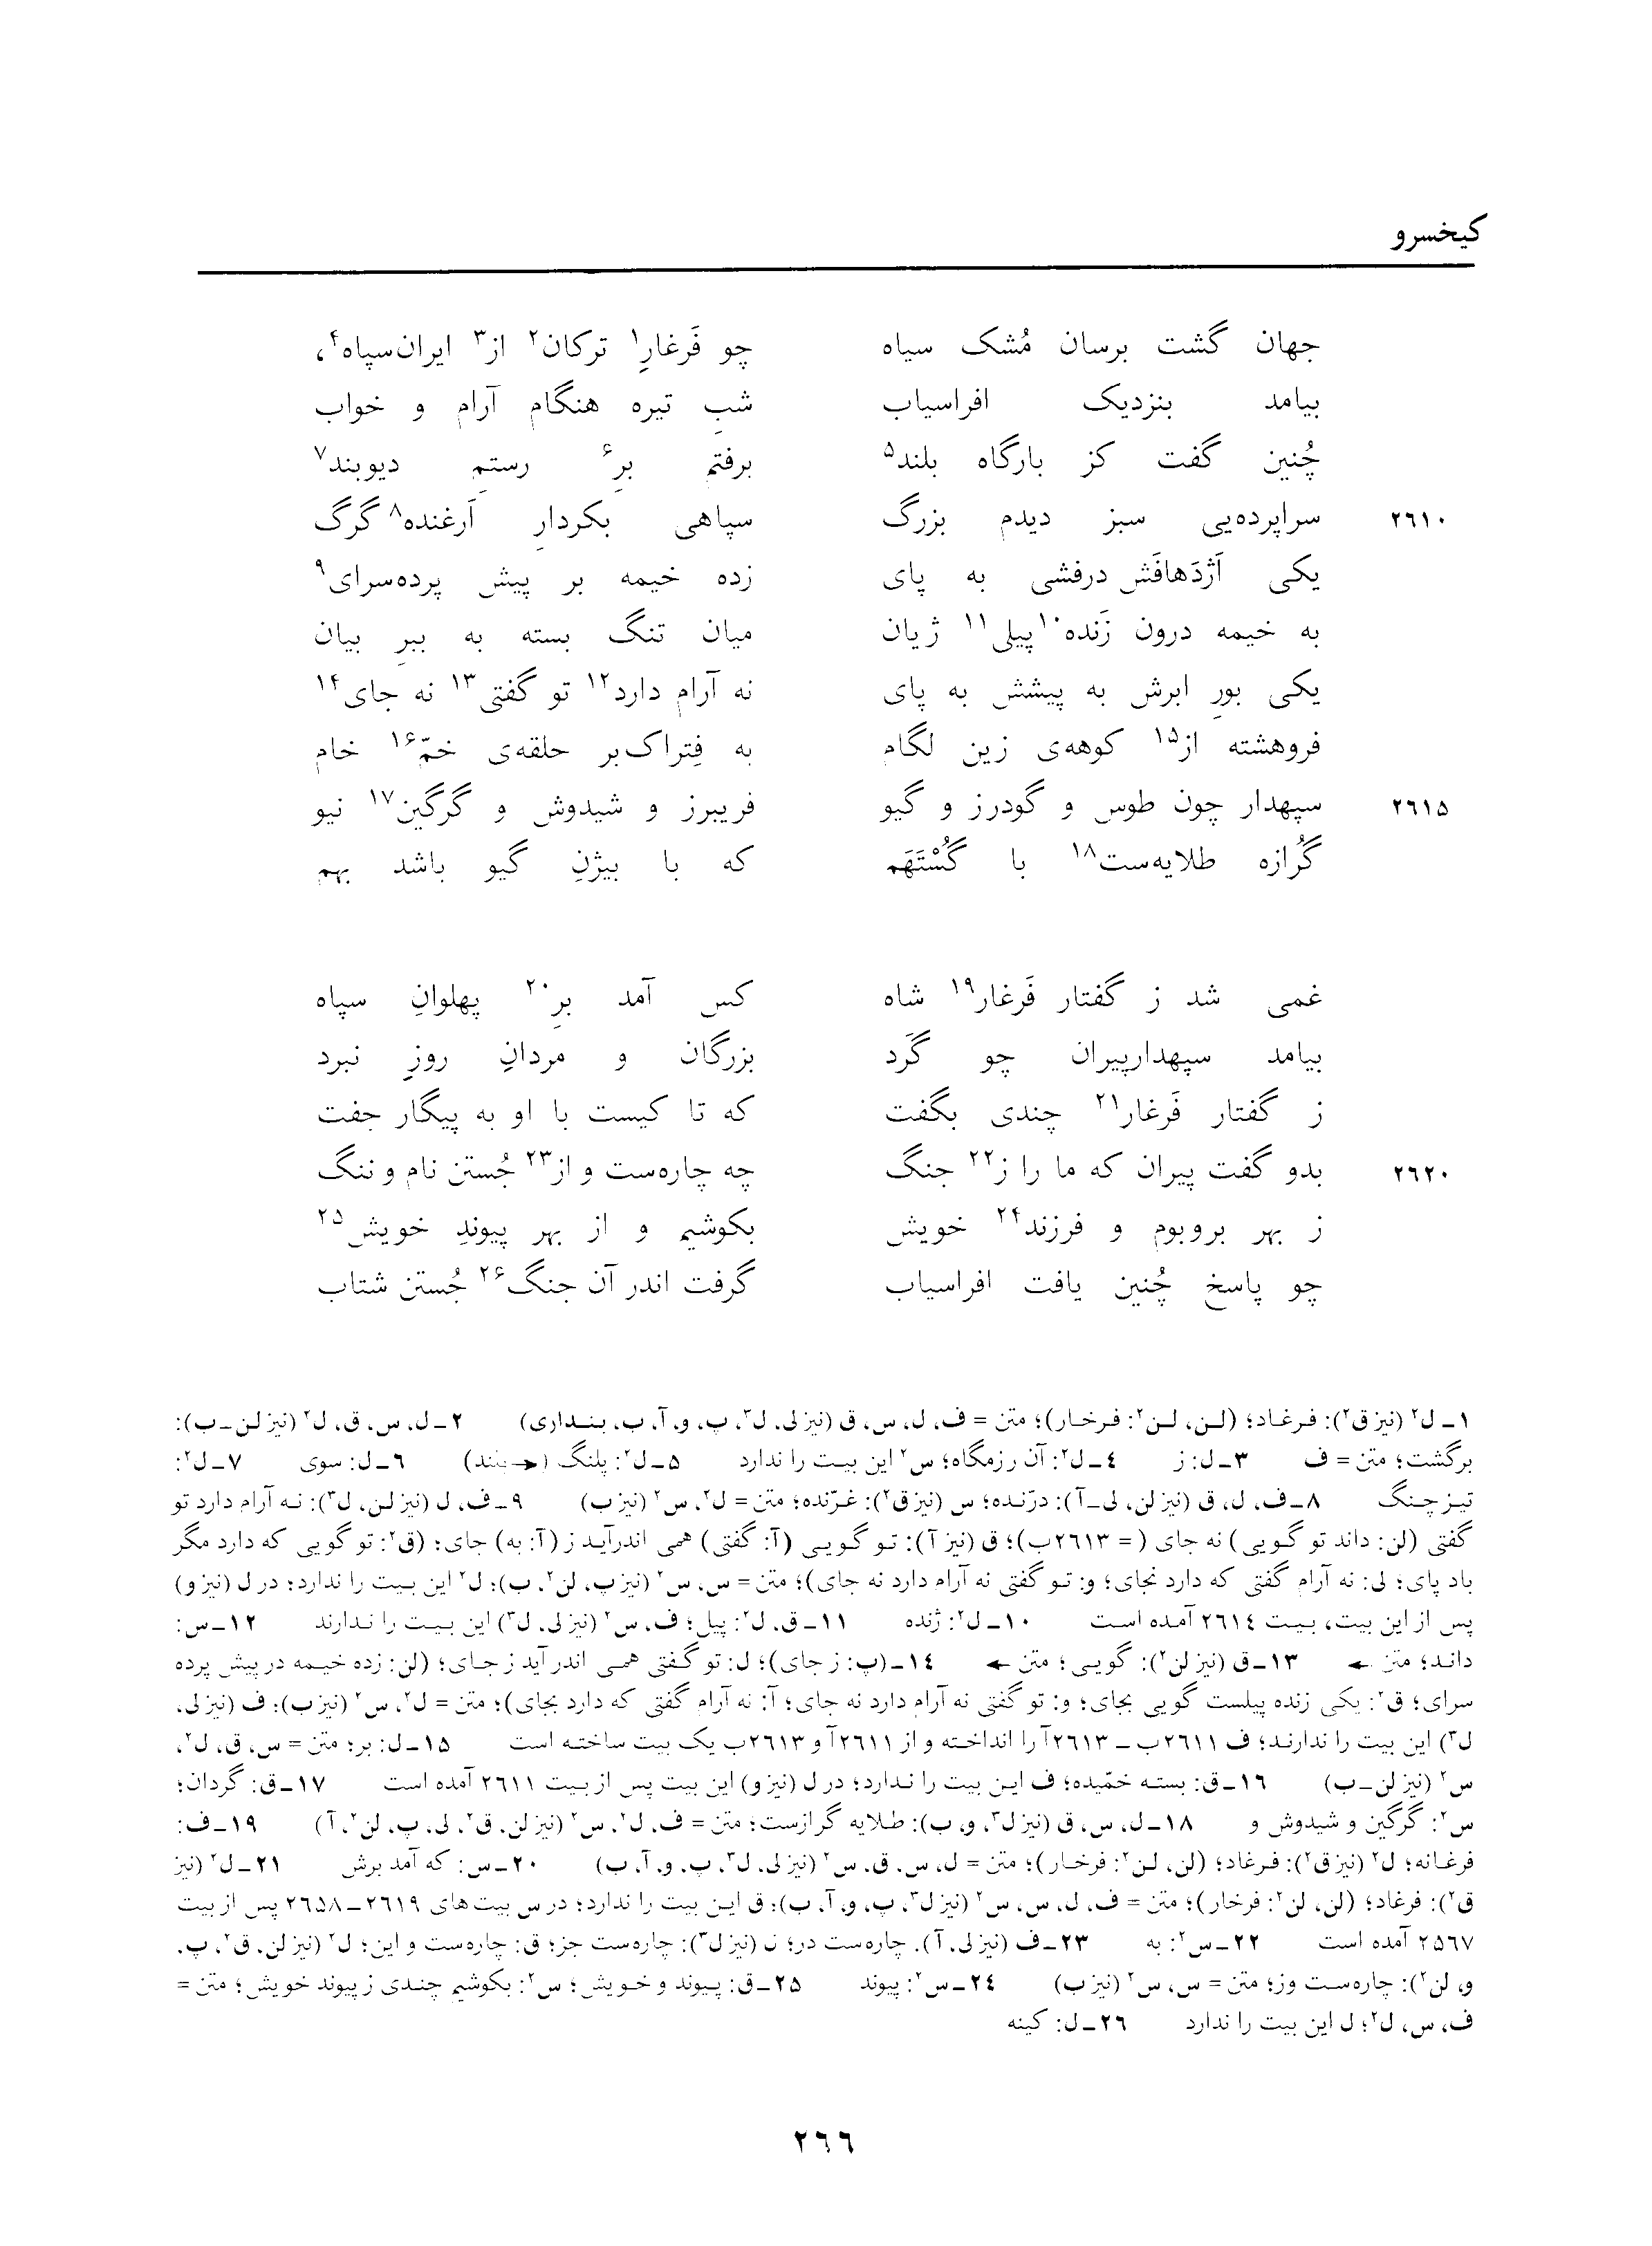 کیخسرو
جهان گشت برسان مُشک سیاه چو فَرغارِ۱ ترکان۲ از۳ ایران‌سپاه۴،
بیامد بنزدیک افراسیاب شبِ تیره هنگام آرام و خواب
چُنین گفت کز بارگاه بلند۵ برفتم برِ۶ رستمِ دیوبند۷
۲۶۱۰ سراپرده‌یی سبز دیدم بزرگ سپاهی بکردارِ اَرغنده۸ گرگ
یکی اَژدَهافَش درفشی به پای زده خیمه بر پیش پرده‌سرای۹
به خیمه درون زَنده۱۰ پیلی۱۱ ژیان میان تنگ بسته به ببرِ بیان
یکی بورِ ابرش به پیشش به پای نه آرام دارد۱۲ تو گفتی۱۳ نه جای۱۴
فروهشته از۱۵ کوهه‌ی زین لگام به فِتراک‌بر حلقه‌ی خمّ۱۶ خام
۲۶۱۵ سپهدار چون طوس و گودرز و گیو فریبرز و شیدوش و گرگین۱۷ نیو
گُرازه طلایه‌ست۱۸ با گُسْتَهَم که با بیژنِ گیو باشد بهم
غمی شد ز گفتار فَرغار۱۹ شاه کس آمد برِ۲۰ پهلوانِ سپاه
بیامد سپهدارپیران چو گَرد بزرگان و مردانِ روزِ نبرد
ز گفتار فَرغار۲۱ چندی بگفت که تا کیست با او به پیگار جفت
۲۶۲۰ بدو گفت پیران که ما را ز۲۲ جنگ چه چاره‌ست و از۲۳ جُستن نام و ننگ
ز بهر بروبوم و فرزند۲۴ خویش بکوشیم و از بهر پیوندِ خویش۲۵
چو پاسخ چُنین یافت افراسیاب گرفت اندر آن جنگ۲۶ جُستن شتاب
۱ـ ل۲ (نیز ق۲): فرغاد؛ (لن، لن۲: فرخار)؛ متن = ف، ل، س، ق (نیز لی، ل۳، پ، و، آ، ب، بنداری) ۲ـ ل، س، ق، ل۲ (نیز لن ـ ب):
برگشت؛ متن = ف ۳ـ ل: ز ۴ـ ل۲: آن رزمگاه؛ س۲ این بیت را ندارد ۵ـ ل۲: پلنگ (← بلند) ۶ـ ل: سوی ۷ـ ل۲:
تیزچنگ ۸ـ ف، ل، ق (نیز لن، لی ـ آ): درّنده؛ س (نیز ق۲): غرّنده؛ متن = ل۲، س۲ (نیز ب) ۹ـ ف، ل (نیز لن، ل۳): نه آرام دارد تو
گفتی (لن: داند تو گویی) نه جای (= ۲۶۱۳ب)؛ ق (نیز آ): تو گویی (آ: گفتی) همی اندرآید ز (آ: به) جای؛ (ق۲: تو گویی که دارد مگر
باد پای؛ لی: نه آرام گفتی که دارد نجای؛ و: تو گفتی نه آرام دارد نه جای)؛ متن = س، س۲ (نیز پ، لن۲، ب)؛ ل۲ این بیت را ندارد؛ در ل (نیز و)
پس از این بیت، بیت ۲۶۱۴ آمده است ۱۰ـ ل۲: ژنده ۱۱ـ ق، ل۲: پیل؛ ف، س۲ (نیز لی، ل۳) این بیت را ندارند ۱۲ـ س:
داند؛ متن ← ۱۳ـ ق (نیز لن۲): گویی؛ متن ← ۱۴ـ (پ: ز جای)؛ ل: تو گفتی همی اندر آید ز جای؛ (لن: زده خیمه در پیش پرده
سرای؛ ق۲: یکی زنده پیلست گویی بجای؛ و: تو گفتی نه آرام دارد نه جای؛ آ: نه آرام گفتی که دارد بجای)؛ متن = ل۲، س۲ (نیز ب)؛ ف (نیز لی،
ل۳) این بیت را ندارند؛ ف ۲۶۱۱ب ـ ۲۶۱۳آ را انداخته و از ۲۶۱۱آ و ۲۶۱۳ب یک بیت ساخته است ۱۵ـ ل: بر؛ متن = س، ق، ل۲،
س۲ (نیز لن ـ ب) ۱۶ـ ق: بسته خمّیده؛ ف این بیت را ندارد؛ در ل (نیز و) این بیت پس از بیت ۲۶۱۱ آمده است ۱۷ـ ق: گردان؛
س۲: گرگین و شیدوش و ۱۸ـ ل، س، ق (نیز ل۳، و، ب): طلایه گرازست؛ متن = ف، ل۲، س۲ (نیز لن، ق۲، لی، پ، لن۲، آ) ۱۹ـ ف:
فرغانه؛ ل۲ (نیز ق۲): فرغاد؛ (لن، لن۲: فرخار)؛ متن = ل، س، ق، س۲ (نیز لی، ل۳، پ، و، آ، ب) ۲۰ـ س: که آمد برش ۲۱ـ ل۲ (نیز
ق۲): فرغاد؛ (لن، لن۲: فرخار)؛ متن = ف، ل، س، س۲ (نیز ل۳، پ، و، آ، ب)؛ ق این بیت را ندارد؛ در س بیت‌های ۲۶۱۹ـ۲۶۵۸ پس از بیت
۲۵۶۷ آمده است ۲۲ـ س۲: به ۲۳ـ ف (نیز لی، آ). چاره‌ست در؛ ل (نیز ل۳): چاره‌ست جز؛ ق: چاره‌ست و این؛ ل۲ (نیز لن، ق۲، پ،
و، لن۲): چاره‌ست وز؛ متن = س، س۲ (نیز ب) ۲۴ـ س۲: پیوند ۲۵ـ ق: پیوند و خویش؛ س۲: بکوشیم چندی ز پیوند خویش؛ متن =
ف، س، ل۲؛ ل این بیت را ندارد ۲۶ـ ل: کینه
۲۶۶